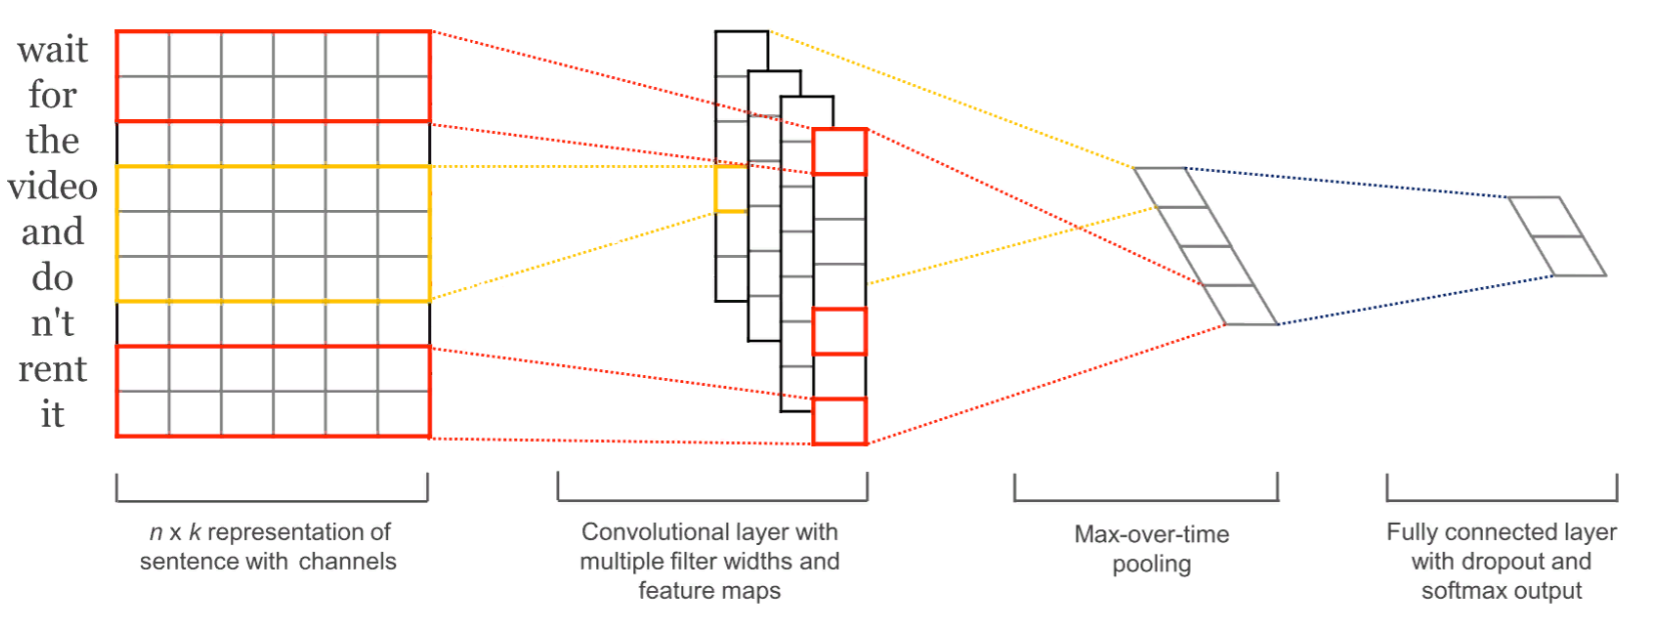 wait
for
the
video
and
do
n't
rent
it
n x k representation of
sentence with channels
Convolutional layer with
multiple filter widths and
feature maps
Max-over-time
pooling
Fully connected layer
with dropout and
softmax output